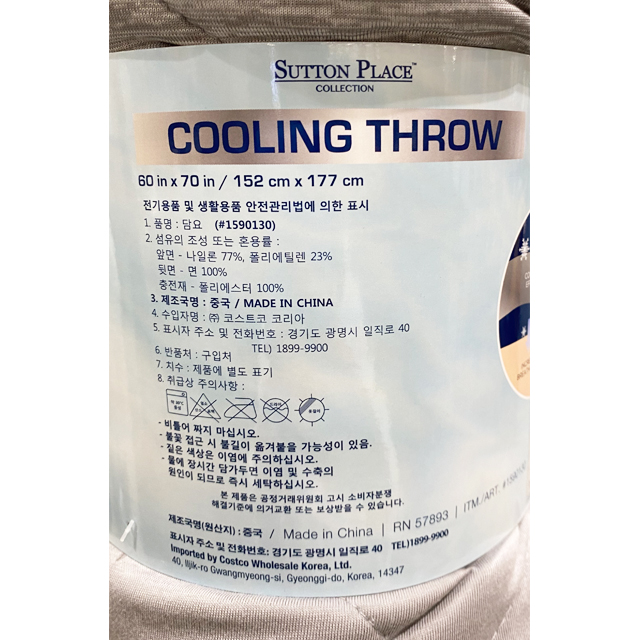 SUTTON PLACE™
COLLECTION
COOLING THROW
60 in x 70 in / 152 cm x 177 cm
전기용품 및 생활용품 안전관리법에 의한 표시
1. 품명 : 담요 (#1590130)
2. 섬유의 조성 또는 혼용률 :
앞면 - 나일론 77%, 폴리에틸렌 23%
뒷면 - 면 100%
충전재 - 폴리에스터 100%
3. 제조국명 : 중국 / MADE IN CHINA
4. 수입자명 : ㈜ 코스트코 코리아
5. 표시자 주소 및 전화번호 : 경기도 광명시 일직로 40
TEL) 1899-9900
6. 반품처 : 구입처
7. 치수 : 제품에 별도 표기
8. 취급상 주의사항 :
- 비틀어 짜지 마십시오.
- 불꽃 접근 시 불길이 옮겨붙을 가능성이 있음.
- 짙은 색상은 이염에 주의하십시오.
- 물에 장시간 담가두면 이염 및 수축의
원인이 되므로 즉시 세탁하십시오.
본 제품은 공정거래위원회 고시 소비자분쟁
해결기준에 의거교환 또는 보상받을 수 있습니다.
제조국명(원산지) : 중국 / Made in China | RN 57893 | ITM./ART. #1590130
표시자 주소 및 전화번호: 경기도 광명시 일직로 40 TEL)1899-9900
Imported by Costco Wholesale Korea, Ltd.
40, Iljik-ro Gwangmyeong-si, Gyeonggi-do, Korea, 14347